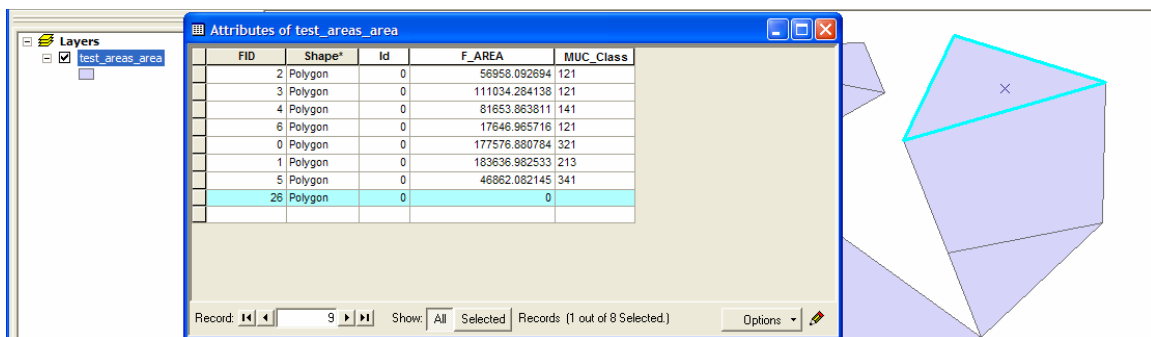 Layers
test_areas_area
Attributes of test_areas_area
FID Shape* Id F_AREA MUC_Class
2 Polygon 0 56958.092694 121
3 Polygon 0 111034.284138 121
4 Polygon 0 81653.863811 141
6 Polygon 0 17646.965716 121
0 Polygon 0 177576.880784 321
1 Polygon 0 183636.982533 213
5 Polygon 0 46862.082145 341
26 Polygon 0 0
Record: 9 Show: All Selected Records (1 out of 8 Selected.) Options